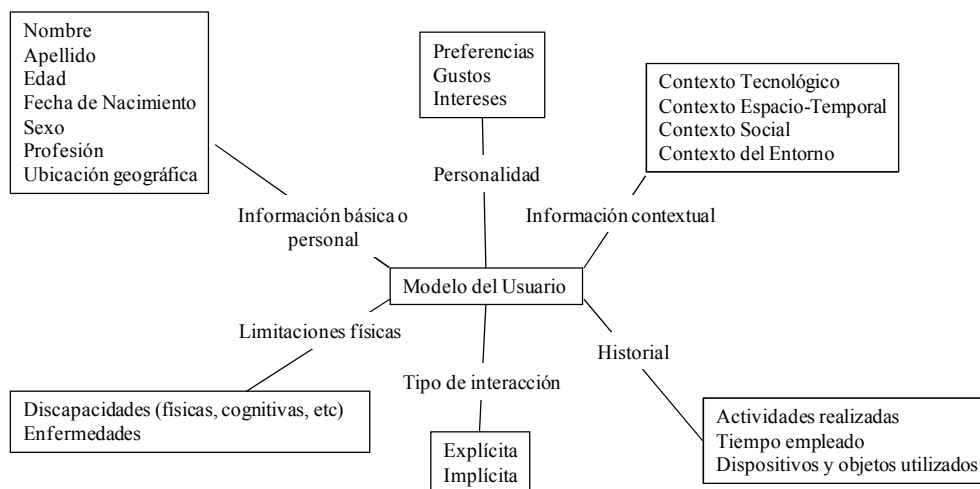 Nombre
Apellido
Edad
Fecha de Nacimiento
Sexo
Profesión
Ubicación geográfica
Preferencias
Gustos
Intereses
Contexto Tecnológico
Contexto Espacio-Temporal
Contexto Social
Contexto del Entorno
Personalidad
Información básica o
personal
Información contextual
Modelo del Usuario
Limitaciones físicas
Tipo de interacción
Historial
Discapacidades (físicas, cognitivas, etc)
Enfermedades
Explícita
Implícita
Actividades realizadas
Tiempo empleado
Dispositivos y objetos utilizados